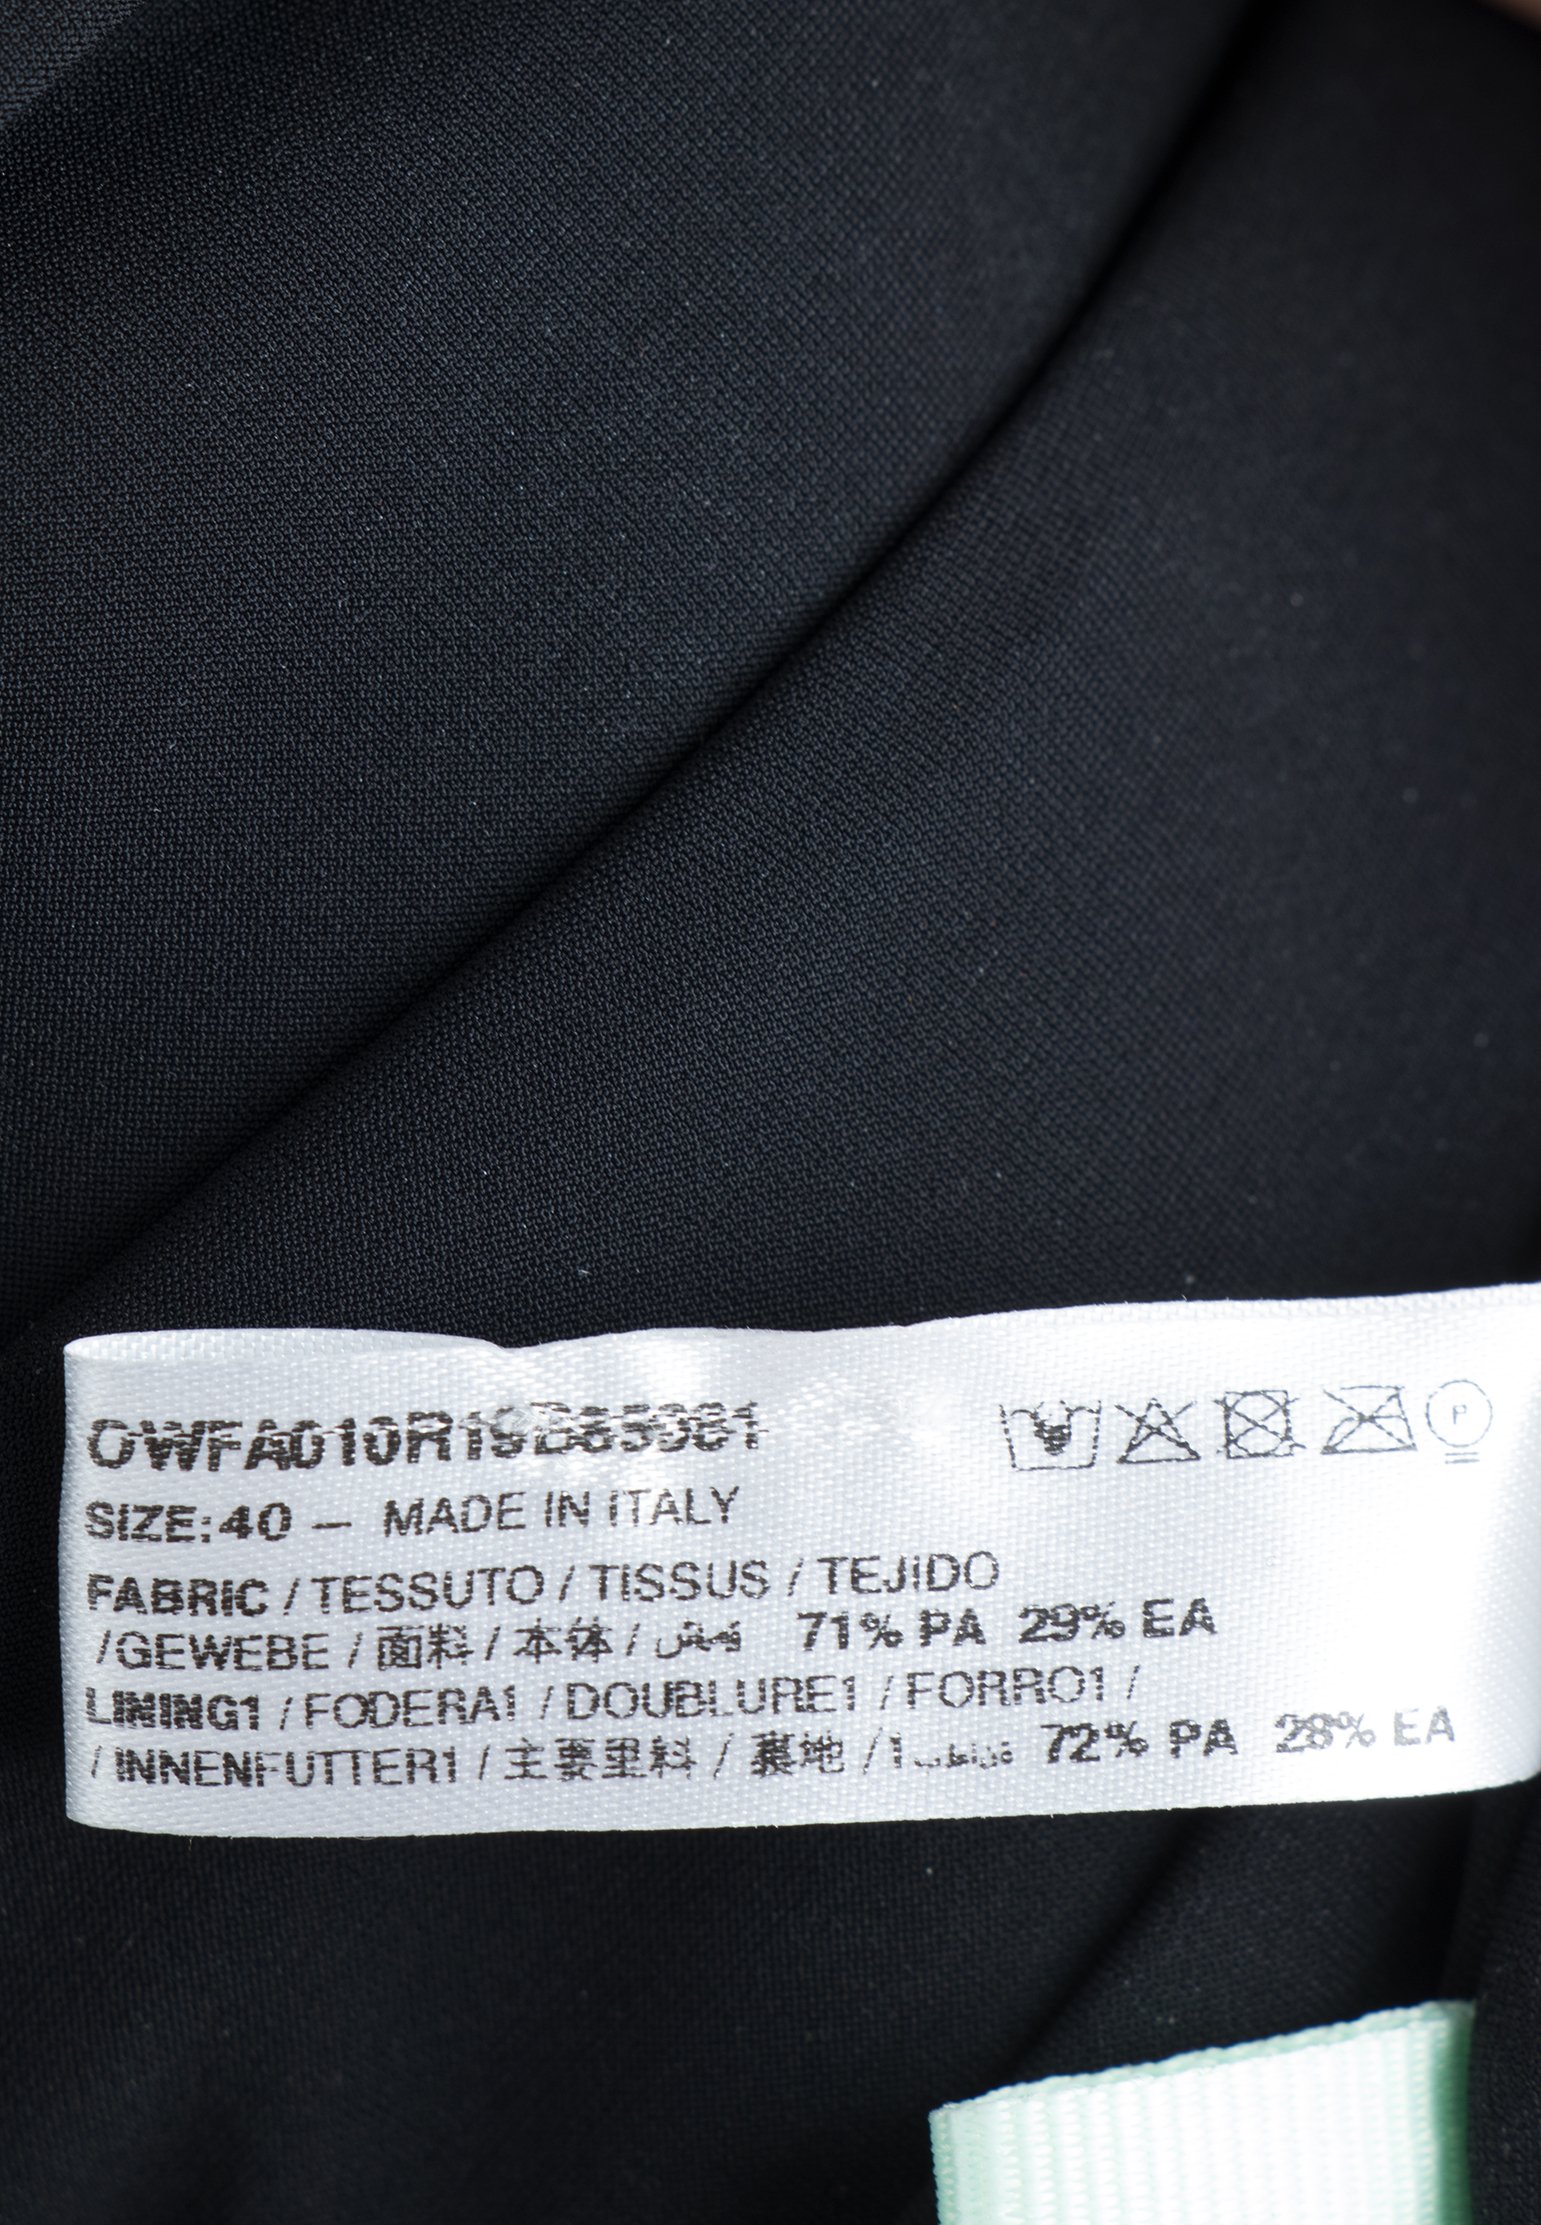 SIZE: 40 – MADE IN ITALY
FABRIC / TESSUTO / TISSUS / TEJIDO
/GEWEBE / 面料 / 本体 / 71% PA 29% EA
LINING1 / FODERA1 / DOUBLURE1 / FORRO1 /
/ INNENFUTTER1 / 主要里料 / 裏地 / 72% PA 28% EA
P